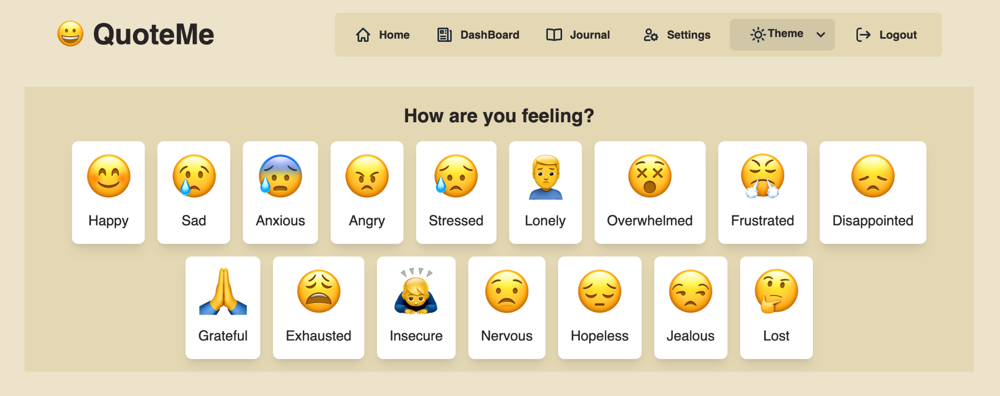 QuoteMe
Home DashBoard Journal Settings Theme Logout
How are you feeling?
Happy Sad Anxious Angry Stressed Lonely Overwhelmed Frustrated Disappointed
Grateful Exhausted Insecure Nervous Hopeless Jealous Lost